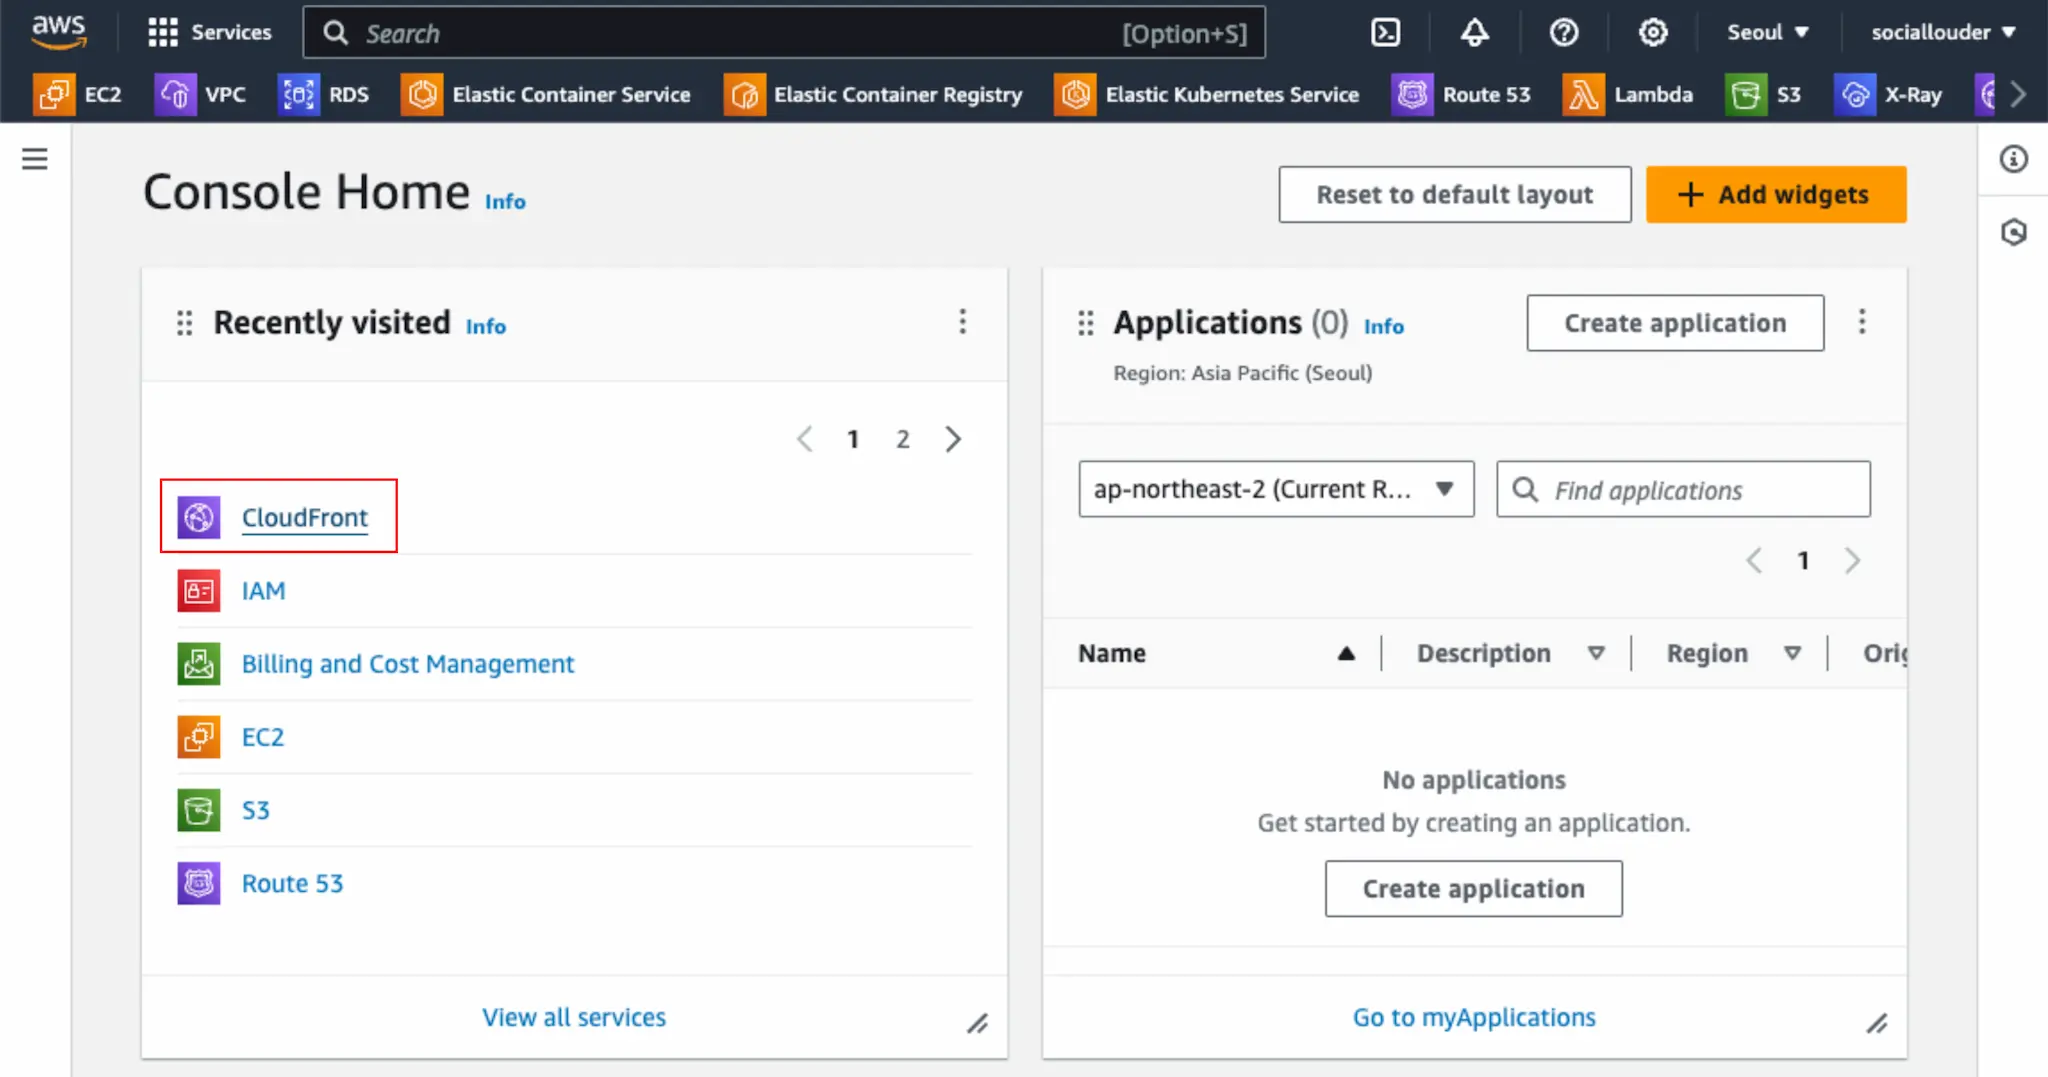 aws
Services
Search [Option+S]
Seoul ▼
sociallouder ▼
EC2
VPC
RDS
Elastic Container Service
Elastic Container Registry
Elastic Kubernetes Service
Route 53
Lambda
S3
X-Ray
Console Home Info
Reset to default layout
+ Add widgets
Recently visited Info
1 2
CloudFront
IAM
Billing and Cost Management
EC2
S3
Route 53
View all services
Applications (0) Info
Create application
Region: Asia Pacific (Seoul)
ap-northeast-2 (Current R...
Find applications
1
Name Description Region Orig
No applications
Get started by creating an application.
Create application
Go to myApplications